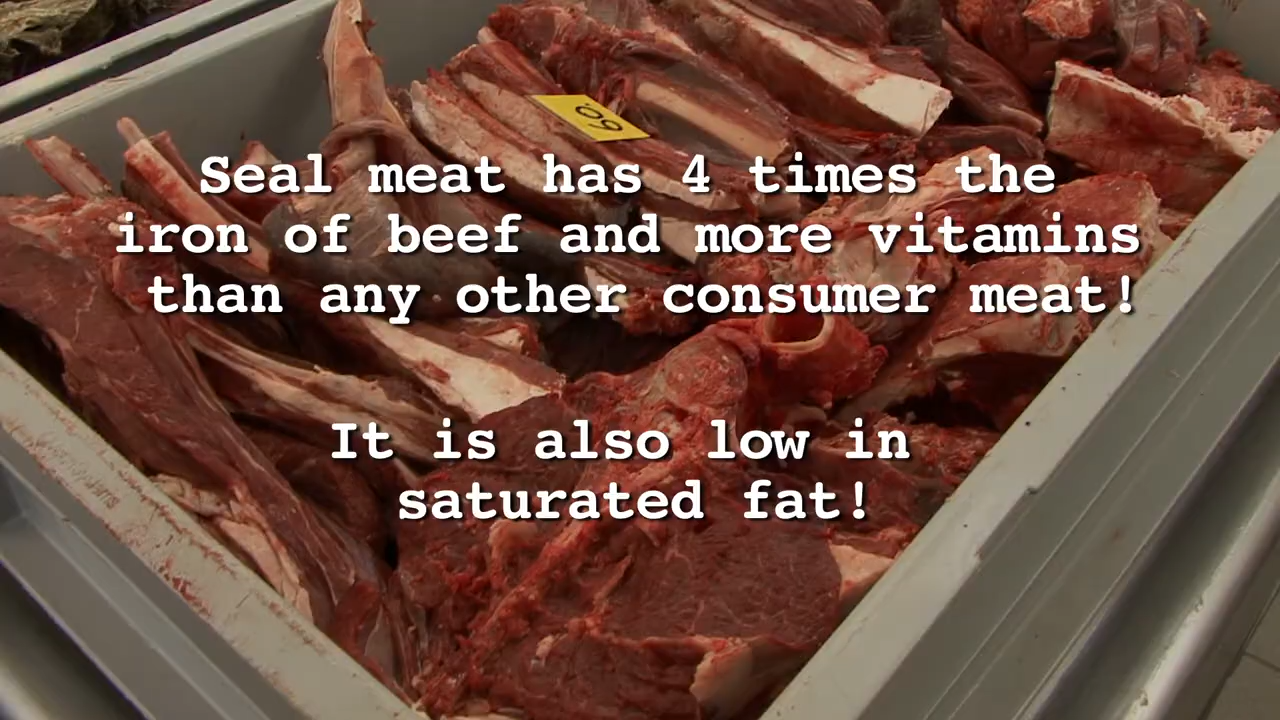 60.
Seal meat has 4 times the
iron of beef and more vitamins
than any other consumer meat!
It is also low in
saturated fat!